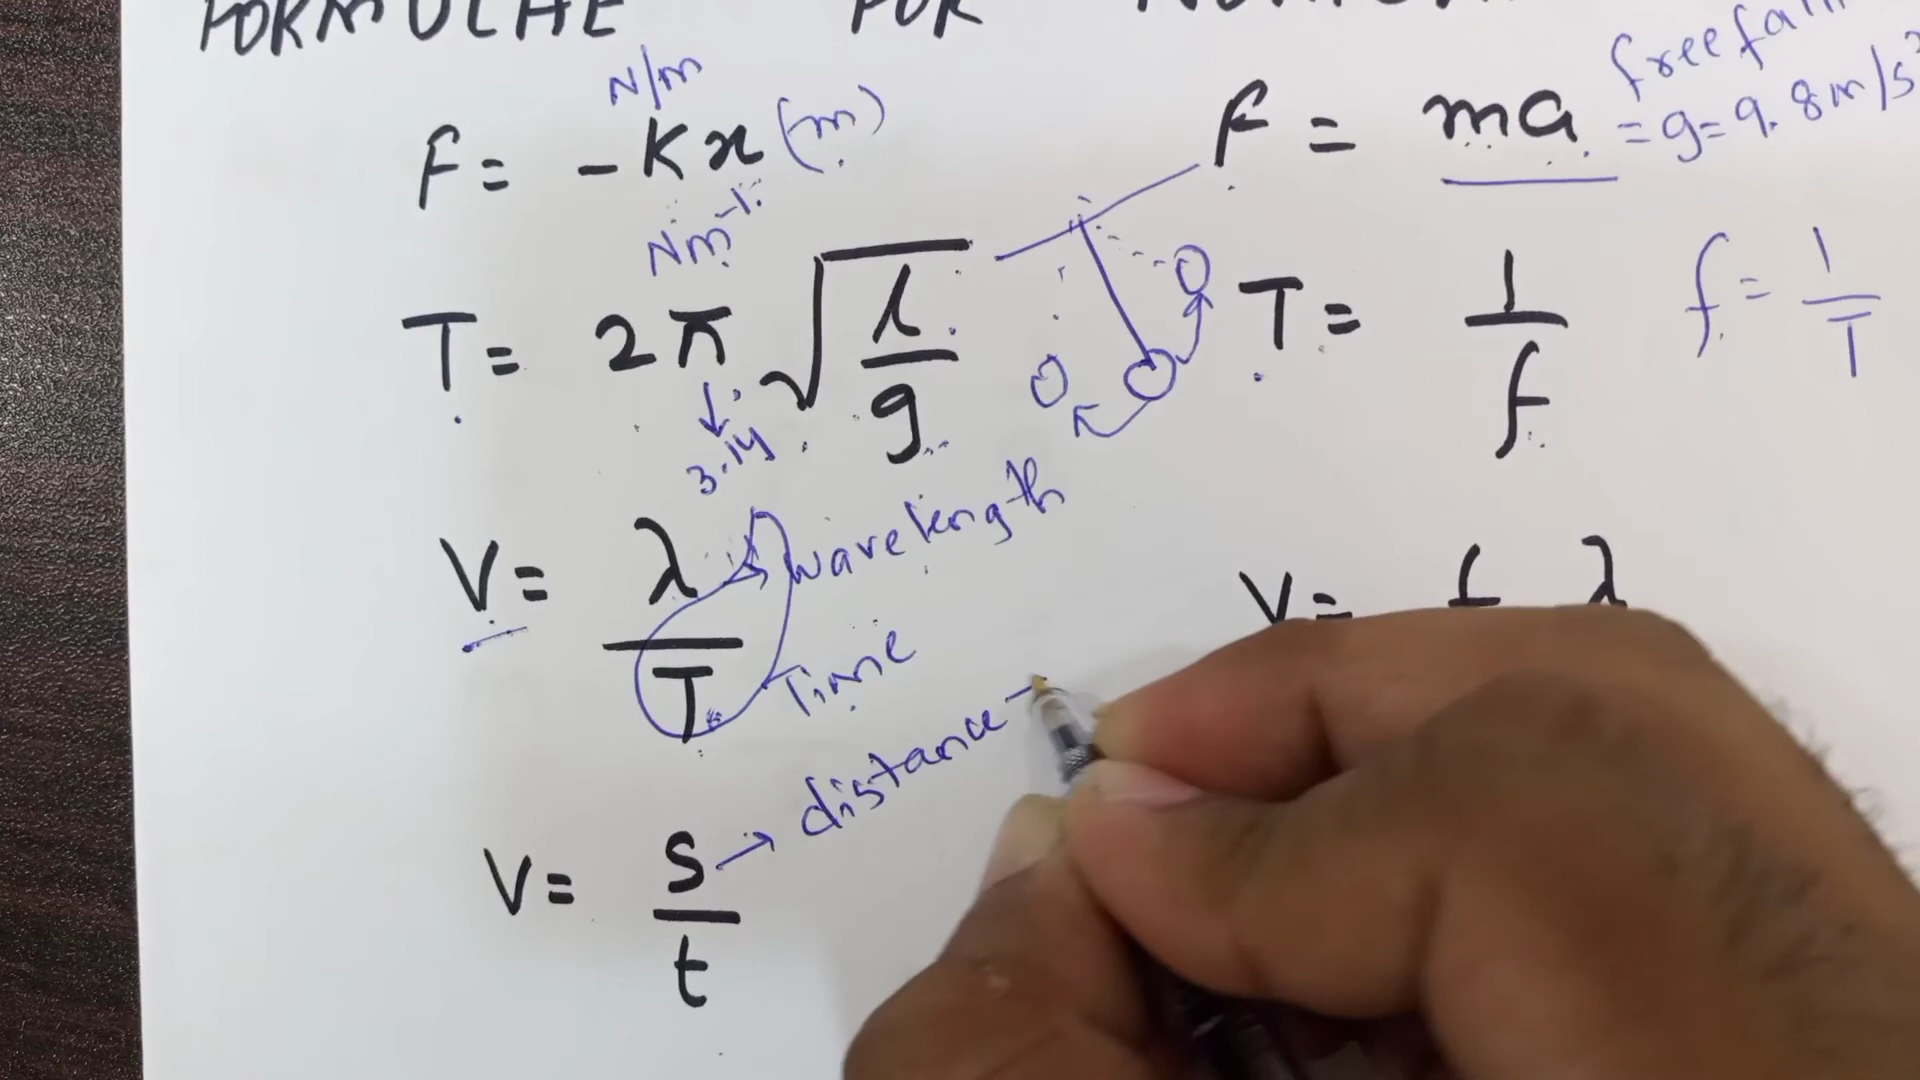 FORMULAE FOR
N/m
F = -Kx (m)
Nm⁻¹
F = ma
free fall
= g = 9.8 m/s²
T = 2π √(l/g)
3.14
T = 1/f
f = 1/T
V = λ/T
wavelength
Time
V = f λ
V = s/t
→ distance →